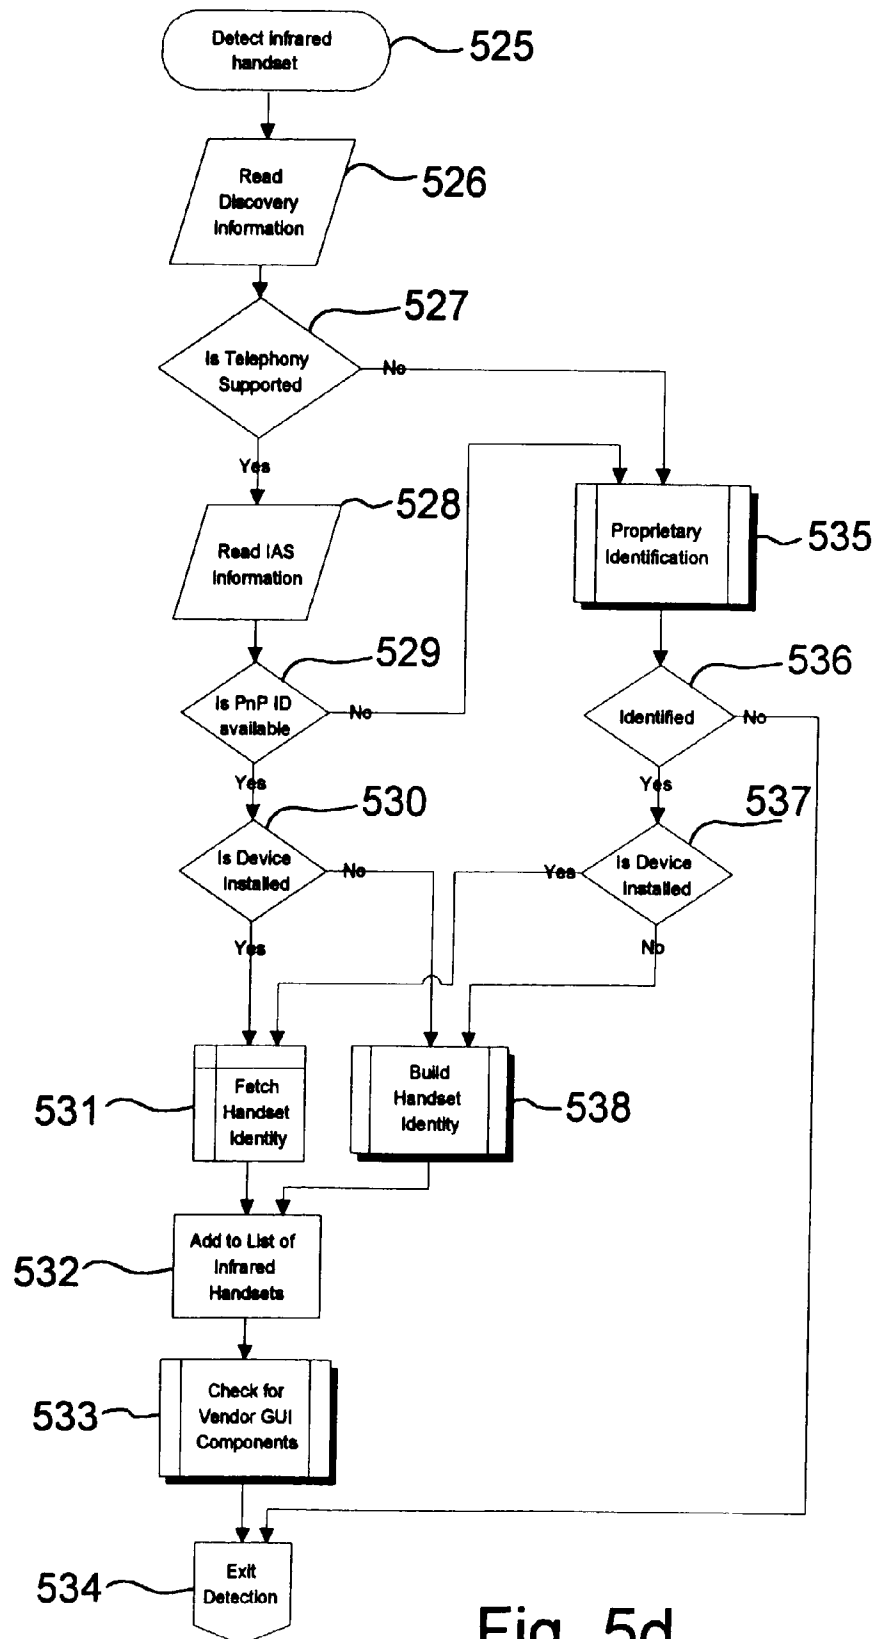 Detect infrared
handset
525
Read
Discovery
Information
526
527
Is Telephony
Supported
No
Yes
528
Read IAS
Information
Proprietary
Identification
535
529
Is PnP ID
available
No
Yes
536
Identified
No
Yes
530
Is Device
Installed
No
Yes
537
Is Device
Installed
Yes
No
531
Fetch
Handset
Identity
Build
Handset
Identity
538
532
Add to List of
Infrared
Handsets
533
Check for
Vendor GUI
Components
534
Exit
Detection
Fig. 5d